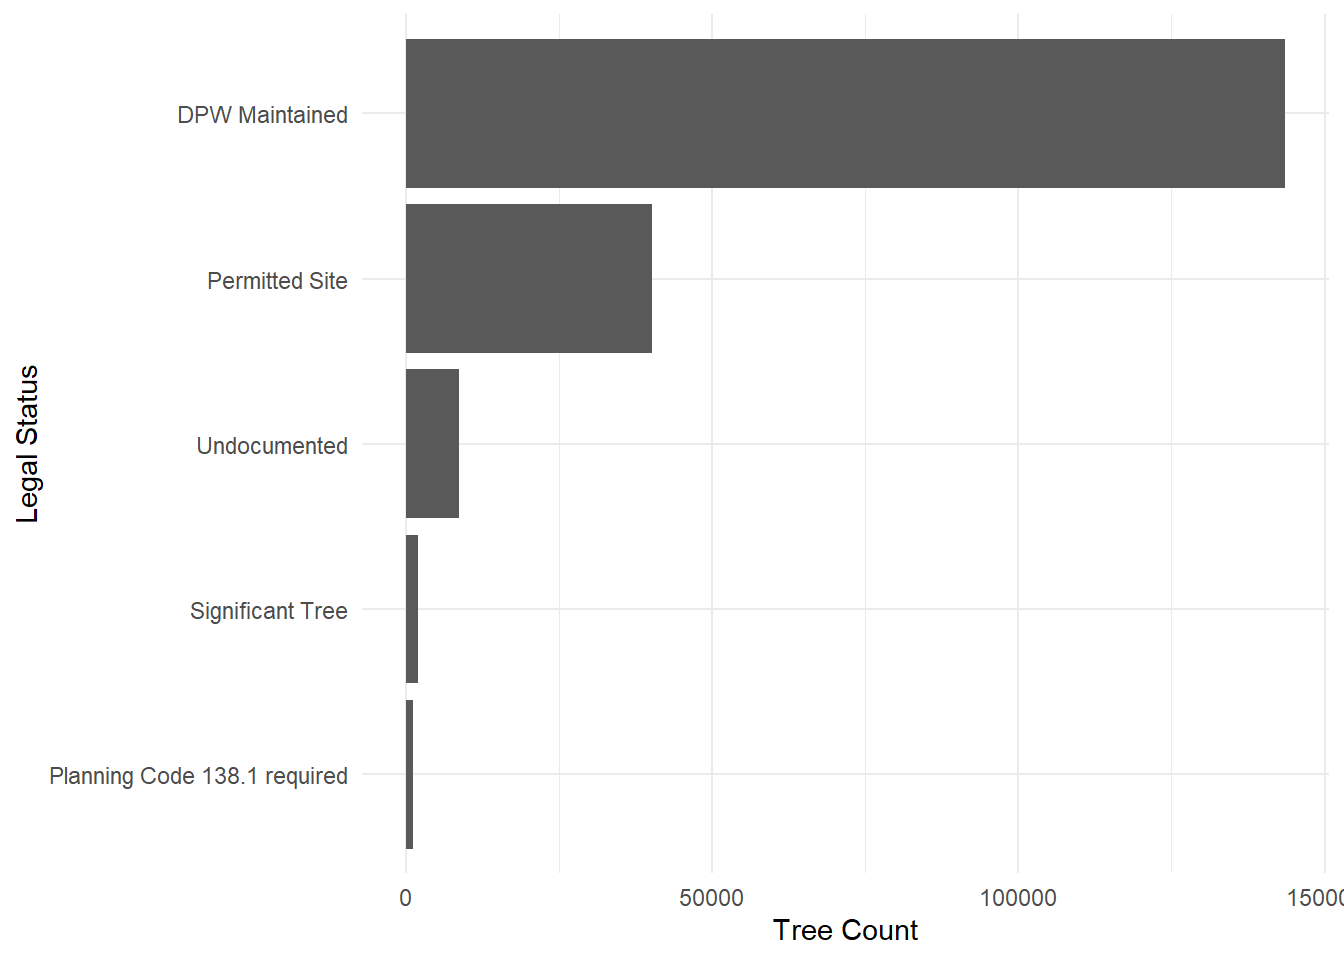 DPW Maintained
Permitted Site
Undocumented
Significant Tree
Planning Code 138.1 required
Legal Status
0 50000 100000 15000
Tree Count